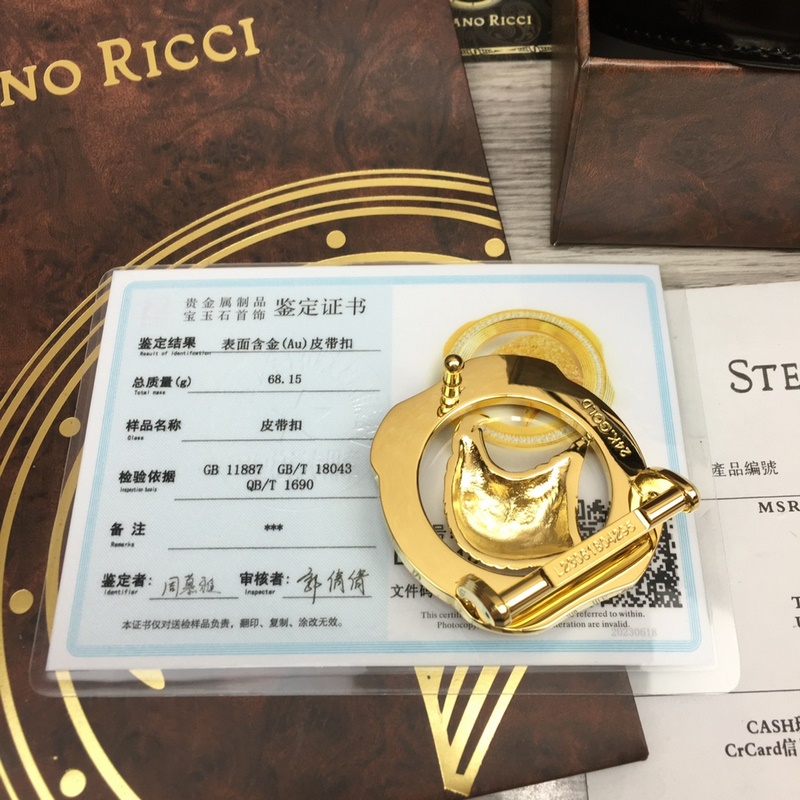 NO RICCI
ANO RICCI
贵金属制品
宝玉石首饰
鉴定证书
鉴定结果 表面含金(Au)皮带扣
Result of identification
总质量(g) 68.15
Total mass
样品名称 皮带扣
Glass
检验依据 GB 11887 GB/T 18043
QB/T 1690
Inspection basis
备注 ***
Remarks
鉴定者:
Identifier
审核者:
Inspector
本证书仅对送检样品负责，翻印、复制、涂改无效。
文件码
This certif
referred to within.
Photocop
eration are invalid.
20230618
24K.GOLD
STE
產品編號
MSR
CASH
CrCard信